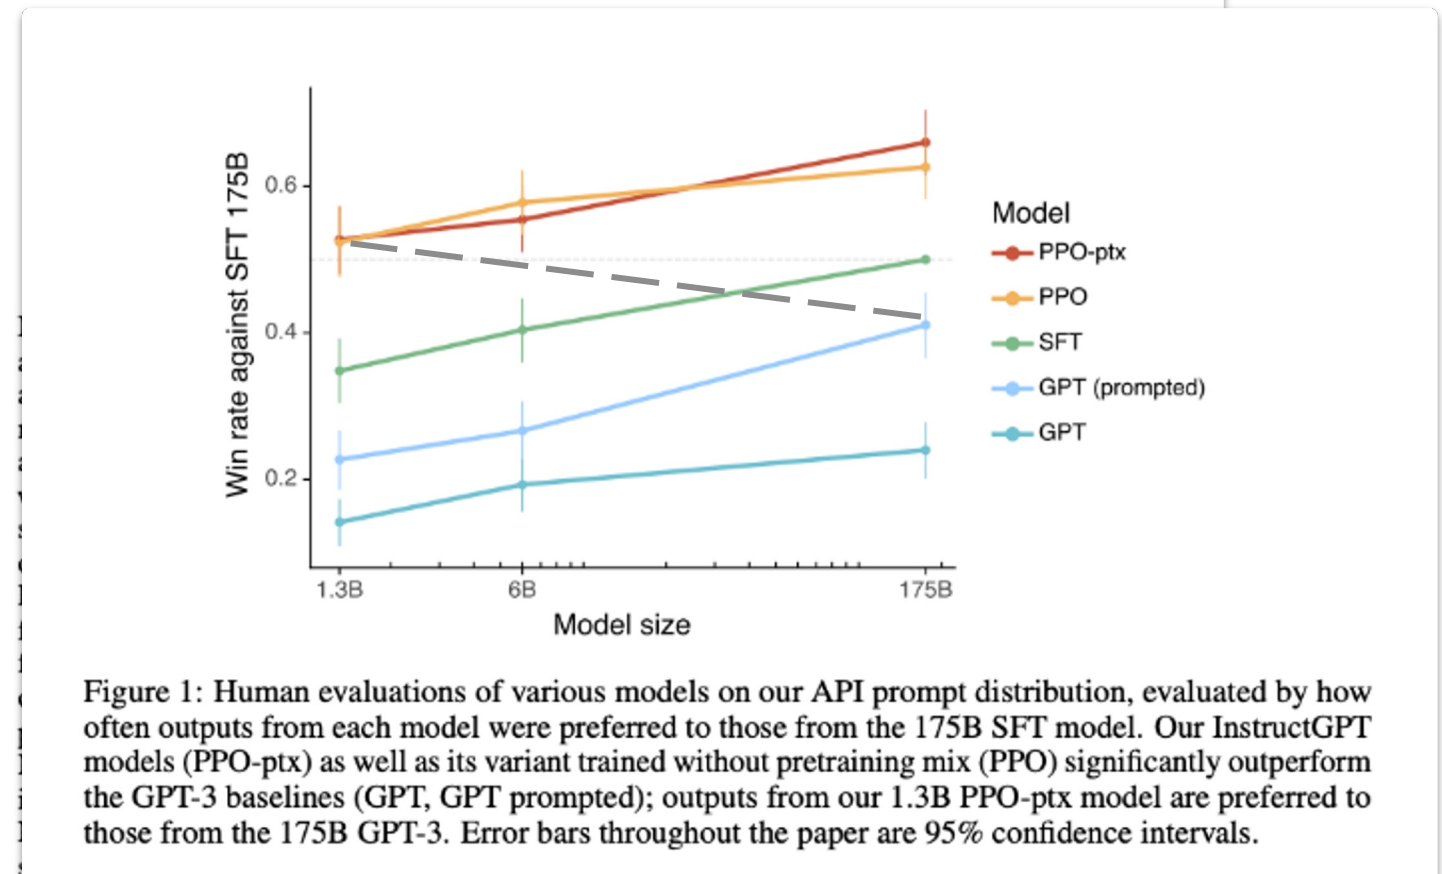 Win rate against SFT 175B
0.6
0.4
0.2
1.3B
6B
175B
Model size
Model
PPO-ptx
PPO
SFT
GPT (prompted)
GPT
Figure 1: Human evaluations of various models on our API prompt distribution, evaluated by how
often outputs from each model were preferred to those from the 175B SFT model. Our InstructGPT
models (PPO-ptx) as well as its variant trained without pretraining mix (PPO) significantly outperform
the GPT-3 baselines (GPT, GPT prompted); outputs from our 1.3B PPO-ptx model are preferred to
those from the 175B GPT-3. Error bars throughout the paper are 95% confidence intervals.